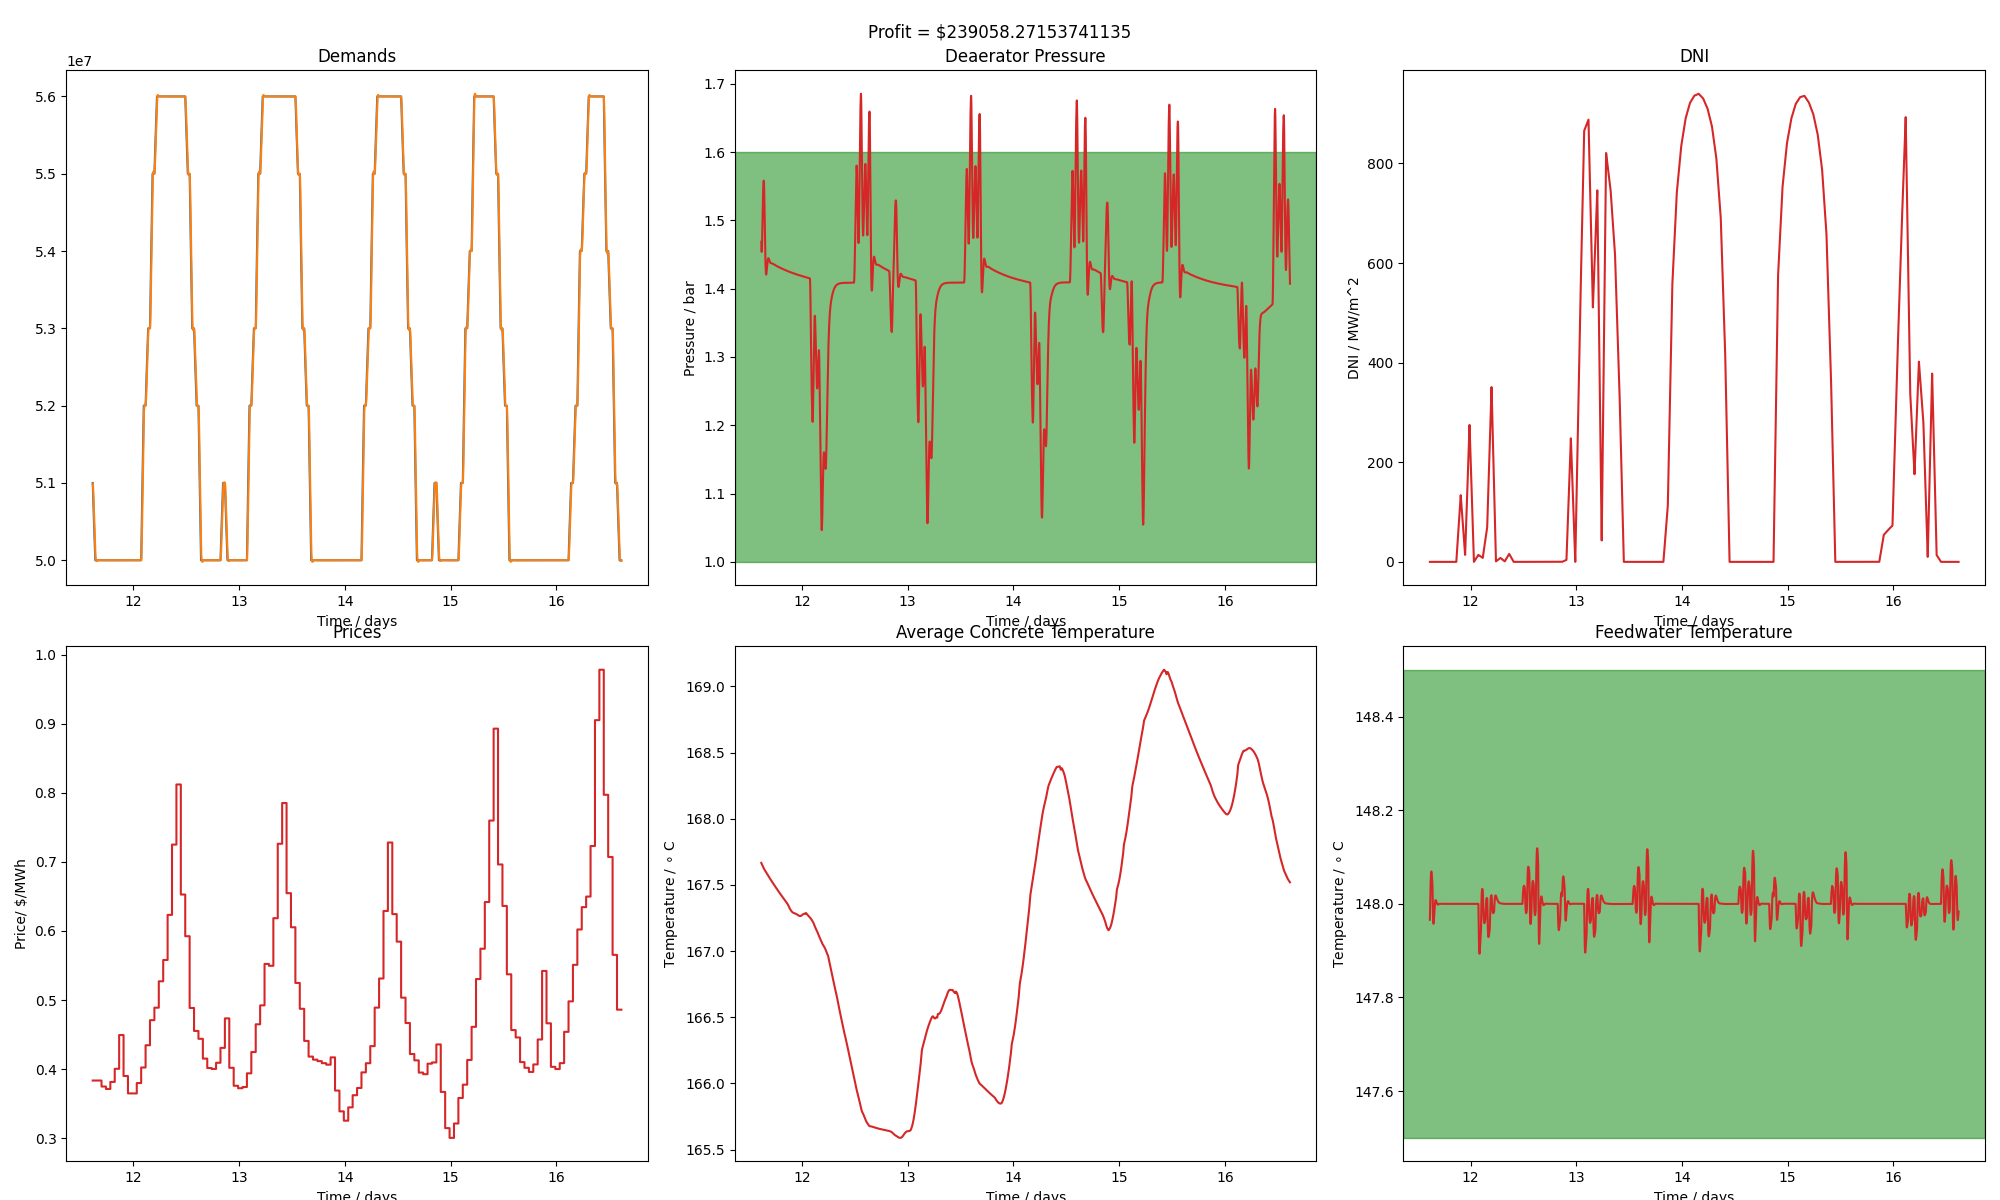 Profit = $239058.27153741135
Demands
1e7
5.6
5.5
5.4
5.3
5.2
5.1
5.0
12 13 14 15 16
Time / days
Deaerator Pressure
Pressure / bar
1.7
1.6
1.5
1.4
1.3
1.2
1.1
1.0
12 13 14 15 16
Time / days
DNI
DNI / MW/m^2
800
600
400
200
0
12 13 14 15 16
Time / days
Prices
Price/ $/MWh
1.0
0.9
0.8
0.7
0.6
0.5
0.4
0.3
12 13 14 15 16
Time / days
Average Concrete Temperature
Temperature / ∘ C
169.0
168.5
168.0
167.5
167.0
166.5
166.0
165.5
12 13 14 15 16
Time / days
Feedwater Temperature
Temperature / ∘ C
148.4
148.2
148.0
147.8
147.6
12 13 14 15 16
Time / days